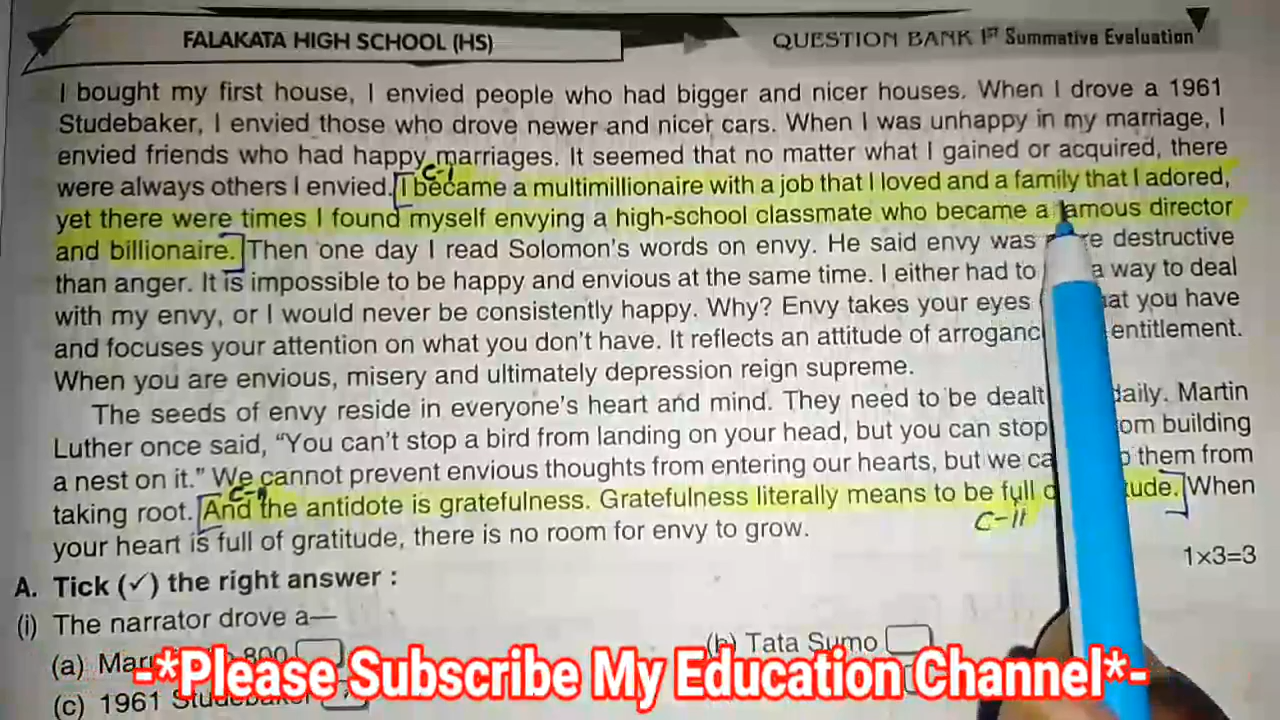 FALAKATA HIGH SCHOOL (HS)
QUESTION BANK 1ST Summative Evaluation
I bought my first house, I envied people who had bigger and nicer houses. When I drove a 1961
Studebaker, I envied those who drove newer and nicer cars. When I was unhappy in my marriage, I
envied friends who had happy marriages. It seemed that no matter what I gained or acquired, there
C-1
were always others I envied. I became a multimillionaire with a job that I loved and a family that I adored,
yet there were times I found myself envying a high-school classmate who became a famous director
and billionaire. Then one day I read Solomon's words on envy. He said envy was destructive
than anger. It is impossible to be happy and envious at the same time. I either had to a way to deal
with my envy, or I would never be consistently happy. Why? Envy takes your eyes you have
and focuses your attention on what you don't have. It reflects an attitude of entitlement.
When you are envious, misery and ultimately depression reign supreme.
The seeds of envy reside in everyone's heart and mind. They need to be dealt daily. Martin
Luther once said, "You can't stop a bird from landing on your head, but you can stop building
a nest on it." We cannot prevent envious thoughts from entering our hearts, but we them from
taking root. And the antidote is gratefulness. Gratefulness literally means to be full When
C-11
your heart is full of gratitude, there is no room for envy to grow.
1×3=3
A. Tick (✓) the right answer :
(i) The narrator drove a—
(a) 800
(b) Tata Sumo
(c) 1961 Studebaker
-*Please Subscribe My Education Channel*-